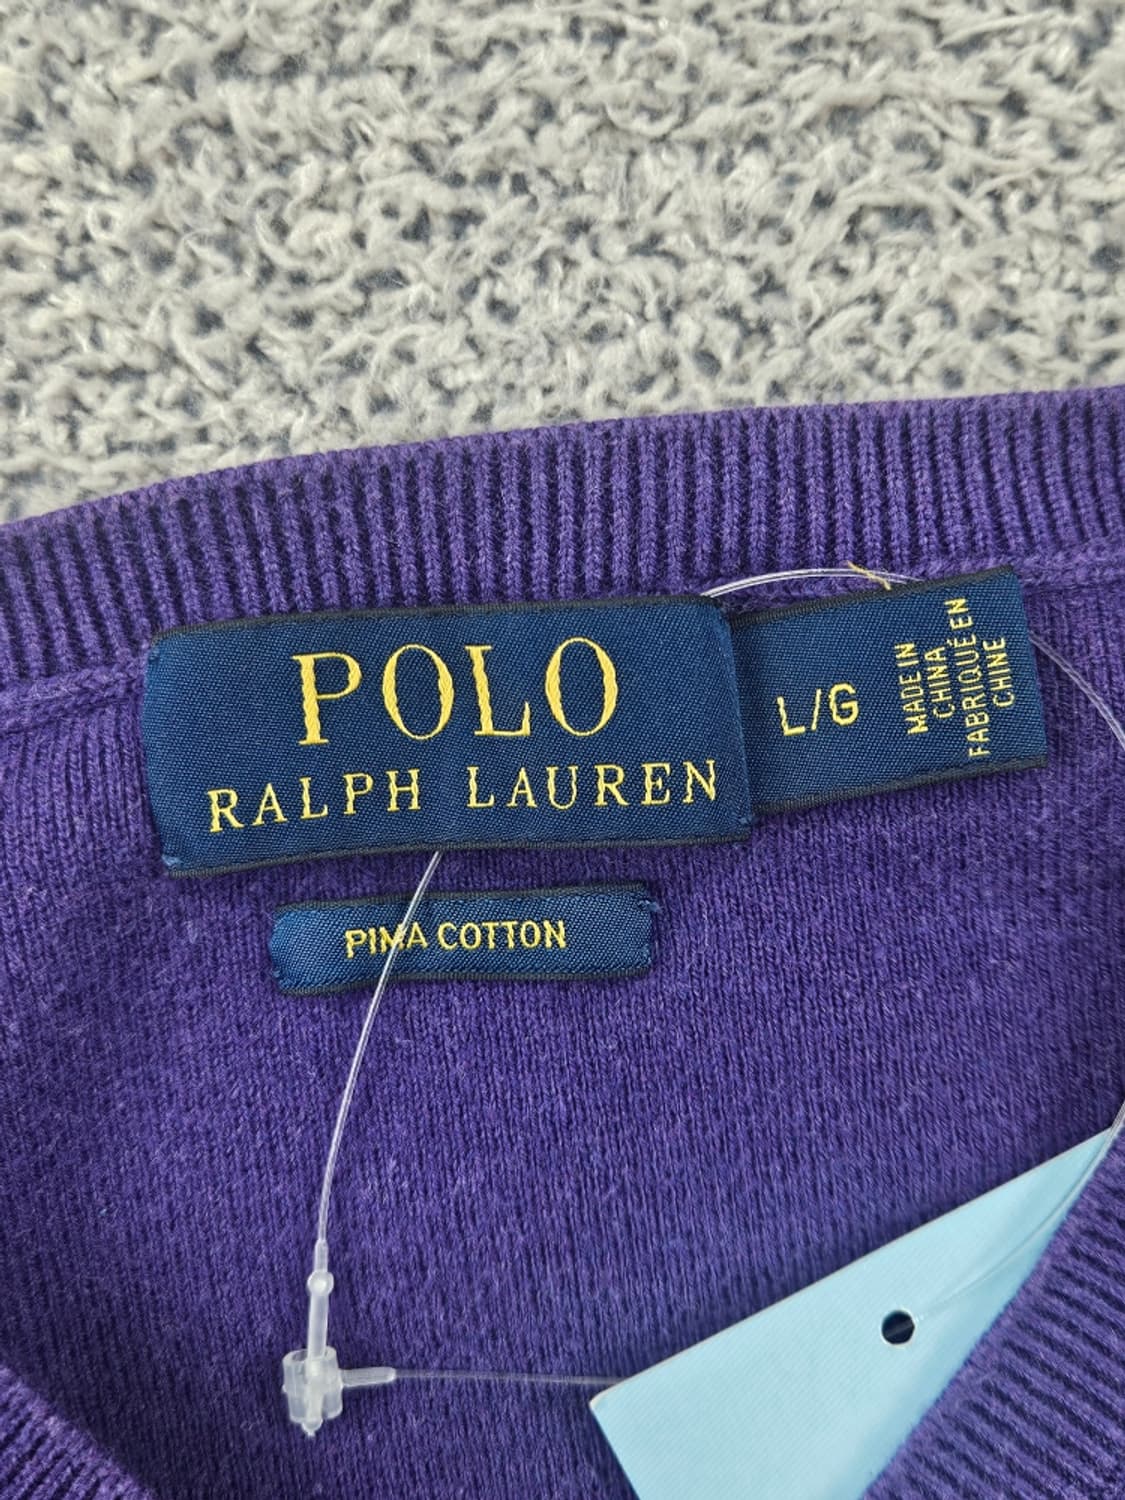 POLO
RALPH LAUREN
L/G
MADE IN
CHINA
FABRIQUÉ EN
CHINE
PIMA COTTON